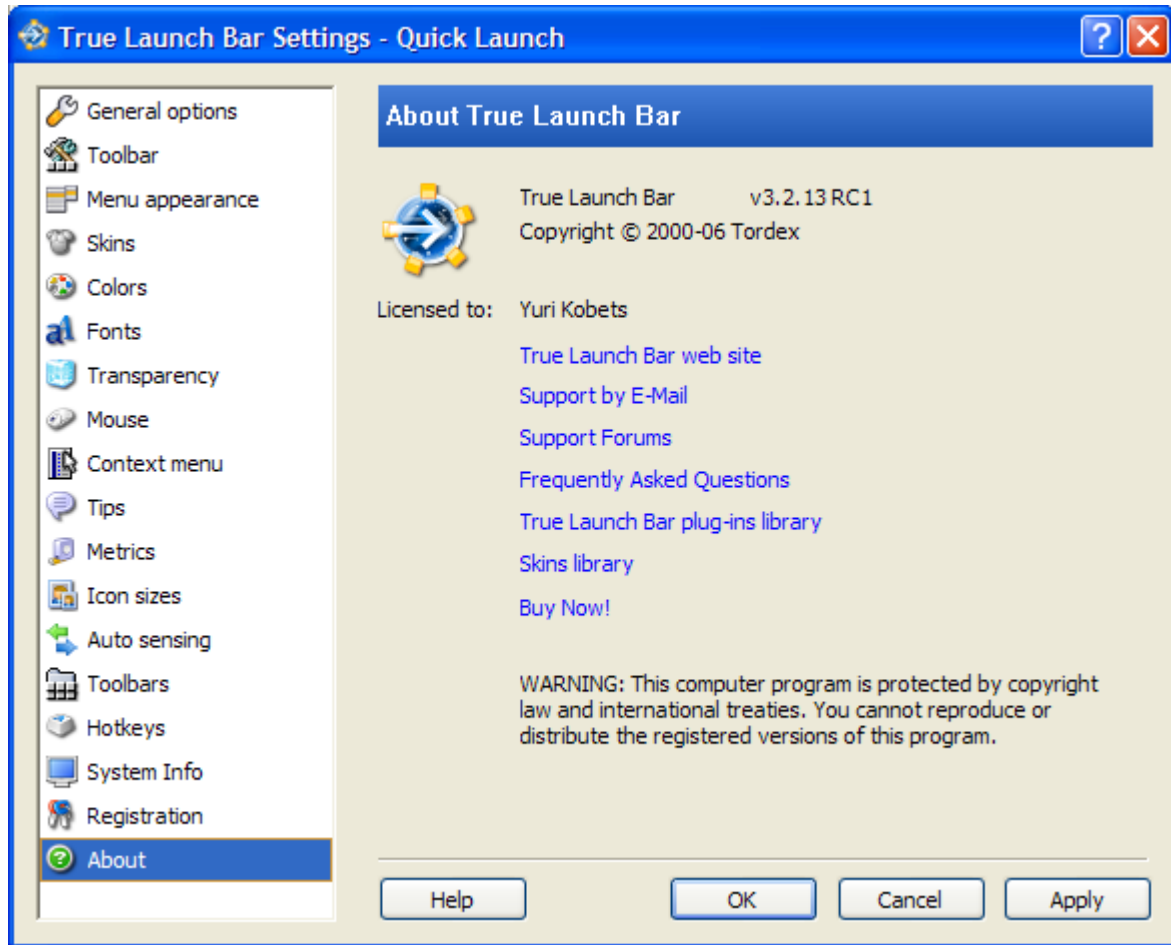 True Launch Bar Settings - Quick Launch
General options
Toolbar
Menu appearance
Skins
Colors
Fonts
Transparency
Mouse
Context menu
Tips
Metrics
Icon sizes
Auto sensing
Toolbars
Hotkeys
System Info
Registration
About
About True Launch Bar
True Launch Bar v3.2.13 RC1
Copyright © 2000-06 Tordex
Licensed to: Yuri Kobets
True Launch Bar web site
Support by E-Mail
Support Forums
Frequently Asked Questions
True Launch Bar plug-ins library
Skins library
Buy Now!
WARNING: This computer program is protected by copyright
law and international treaties. You cannot reproduce or
distribute the registered versions of this program.
Help OK Cancel Apply